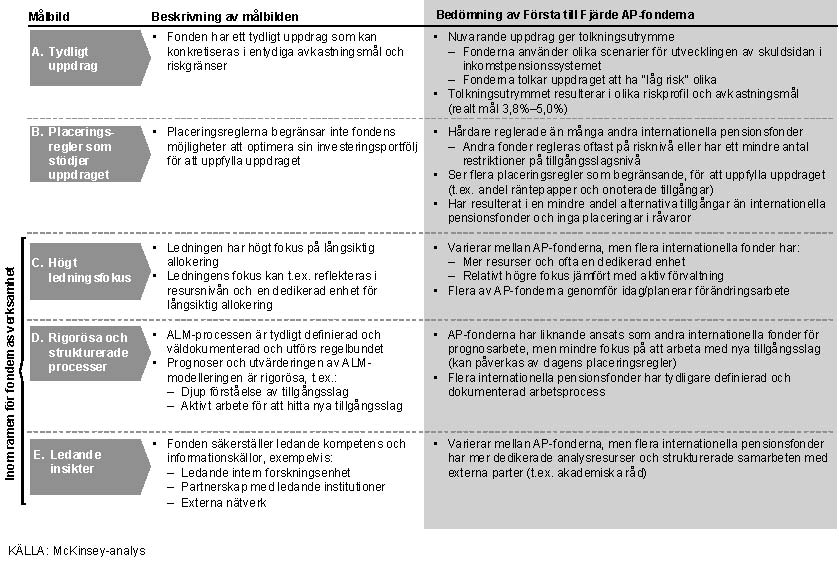 Målbild
Beskrivning av målbilden
Bedömning av Första till Fjärde AP-fonderna
A. Tydligt
uppdrag
▪ Fonden har ett tydligt uppdrag som kan
konkretiseras i entydiga avkastningsmål och
riskgränser
▪ Nuvarande uppdrag ger tolkningsutrymme
– Fonderna använder olika scenarier för utvecklingen av skuldsidan i
inkomstpensionssystemet
– Fonderna tolkar uppdraget att ha "låg risk" olika
▪ Tolkningsutrymmet resulterar i olika riskprofil och avkastningsmål
(realt mål 3,8%–5,0%)
B. Placerings-
regler som
stödjer
uppdraget
▪ Placeringsreglerna begränsar inte fondens
möjligheter att optimera sin investeringsportfölj
för att uppfylla uppdraget
▪ Hårdare reglerade än många andra internationella pensionsfonder
– Andra fonder regleras oftast på risknivå eller har ett mindre antal
restriktioner på tillgångsslagsnivå
▪ Ser flera placeringsregler som begränsande, för att uppfylla uppdraget
(t.ex. andel räntepapper och onoterade tillgångar)
▪ Har resulterat i en mindre andel alternativa tillgångar än internationella
pensionsfonder och inga placeringar i råvaror
Inom ramen för fondernas verksamhet
C. Högt
ledningsfokus
▪ Ledningen har högt fokus på långsiktig
allokering
▪ Ledningens fokus kan t.ex. reflekteras i
resursnivån och en dedikerad enhet för
långsiktig allokering
▪ Varierar mellan AP-fonderna, men flera internationella fonder har:
– Mer resurser och ofta en dedikerad enhet
– Relativt högre fokus jämfört med aktiv förvaltning
▪ Flera av AP-fonderna genomför idag/planerar förändringsarbete
D. Rigorösa och
strukturerade
processer
▪ ALM-processen är tydligt definierad och
väldokumenterad och utförs regelbundet
▪ Prognoser och utvärderingen av ALM-
modelleringen är rigorösa, t.ex.:
– Djup förståelse av tillgångsslag
– Aktivt arbete för att hitta nya tillgångsslag
▪ AP-fonderna har liknande ansats som andra internationella fonder för
prognosarbete, men mindre fokus på att arbeta med nya tillgångsslag
(kan påverkas av dagens placeringsregler)
▪ Flera internationella pensionsfonder har tydligare definierad och
dokumenterad arbetsprocess
E. Ledande
insikter
▪ Fonden säkerställer ledande kompetens och
informationskällor, exempelvis:
– Ledande intern forskningsenhet
– Partnerskap med ledande institutioner
– Externa nätverk
▪ Varierar mellan AP-fonderna, men flera internationella pensionsfonder
har mer dedikerade analysresurser och strukturerade samarbeten med
externa parter (t.ex. akademiska råd)
KÄLLA: McKinsey-analys